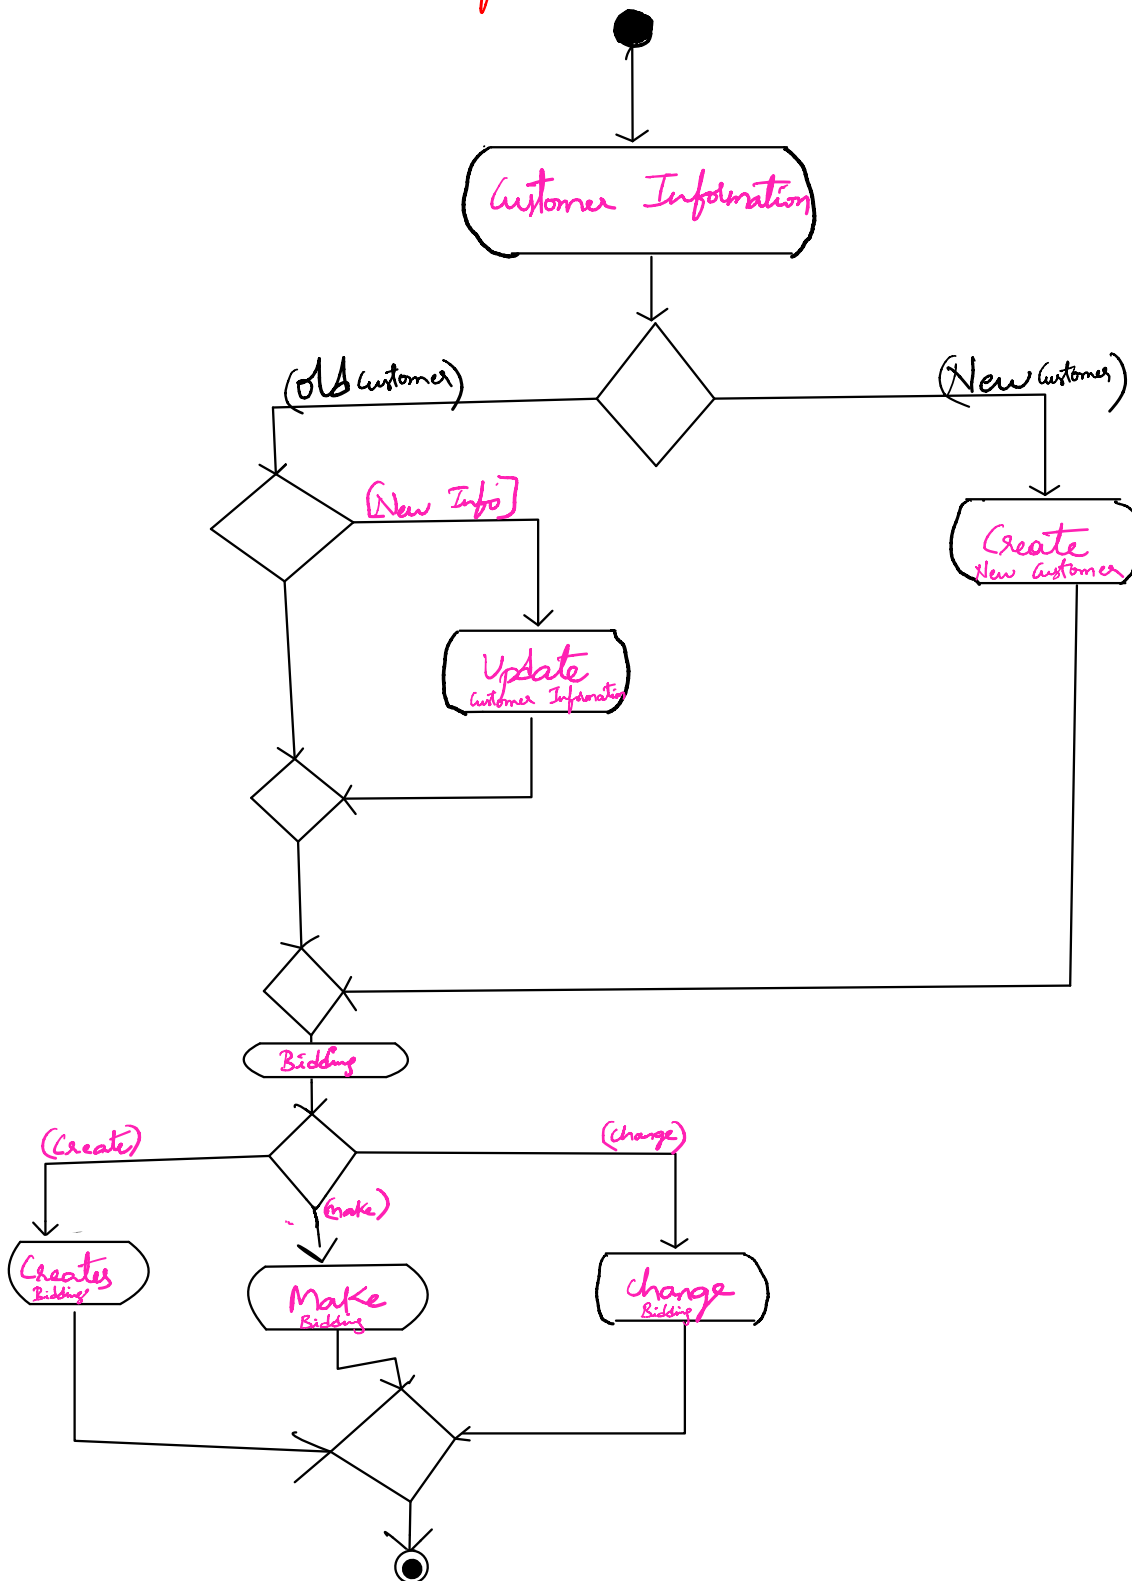 Customer Information
(old customer)
(New customer)
[New Info]
Create
New Customer
Update
Customer Information
Bidding
(Create)
(change)
(make)
Creates
Bidding
Make
Bidding
change
Bidding